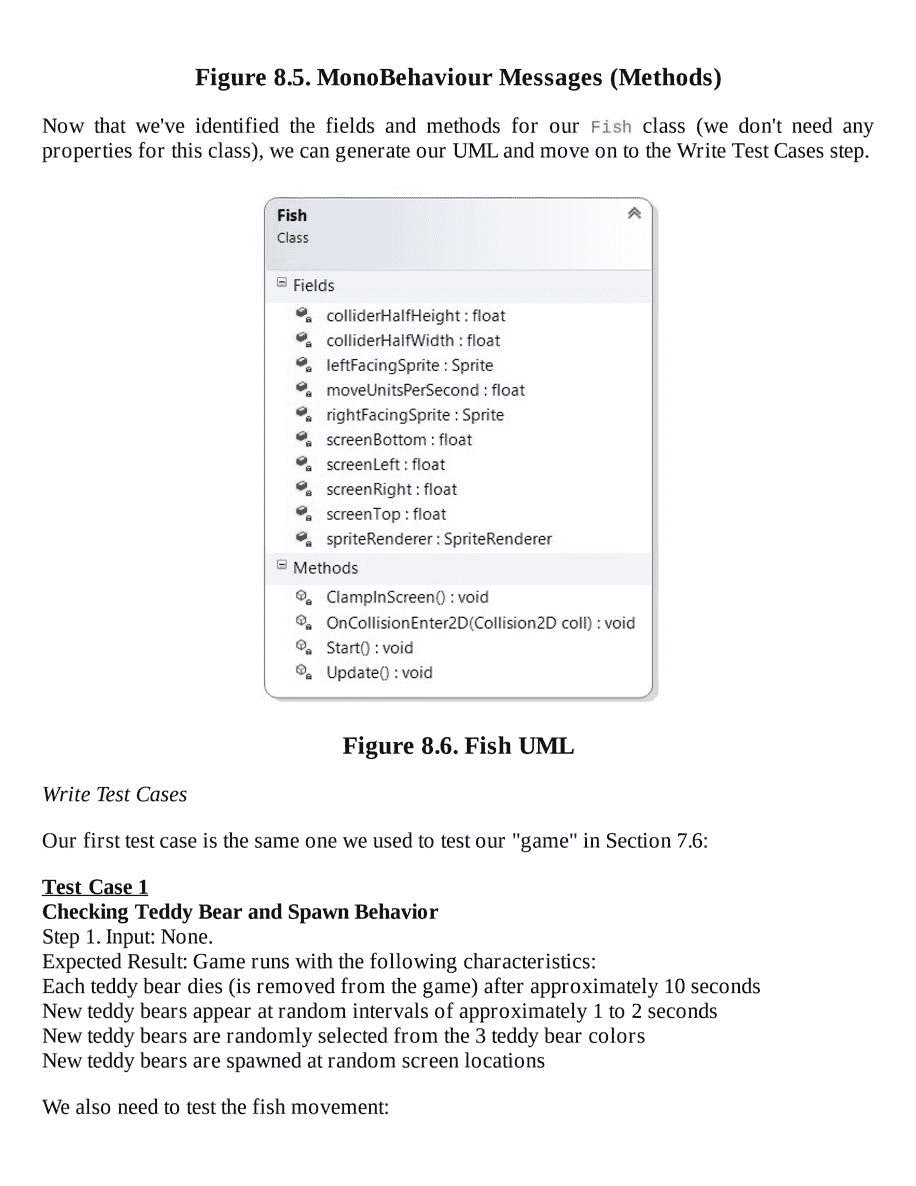 Figure 8.5. MonoBehaviour Messages (Methods)
Now that we've identified the fields and methods for our Fish class (we don't need any
properties for this class), we can generate our UML and move on to the Write Test Cases step.
Fish
Class
Fields
colliderHalfHeight : float
colliderHalfWidth : float
leftFacingSprite : Sprite
moveUnitsPerSecond : float
rightFacingSprite : Sprite
screenBottom : float
screenLeft : float
screenRight : float
screenTop : float
spriteRenderer : SpriteRenderer
Methods
ClampInScreen() : void
OnCollisionEnter2D(Collision2D coll) : void
Start() : void
Update() : void
Figure 8.6. Fish UML
Write Test Cases
Our first test case is the same one we used to test our "game" in Section 7.6:
Test Case 1
Checking Teddy Bear and Spawn Behavior
Step 1. Input: None.
Expected Result: Game runs with the following characteristics:
Each teddy bear dies (is removed from the game) after approximately 10 seconds
New teddy bears appear at random intervals of approximately 1 to 2 seconds
New teddy bears are randomly selected from the 3 teddy bear colors
New teddy bears are spawned at random screen locations
We also need to test the fish movement: